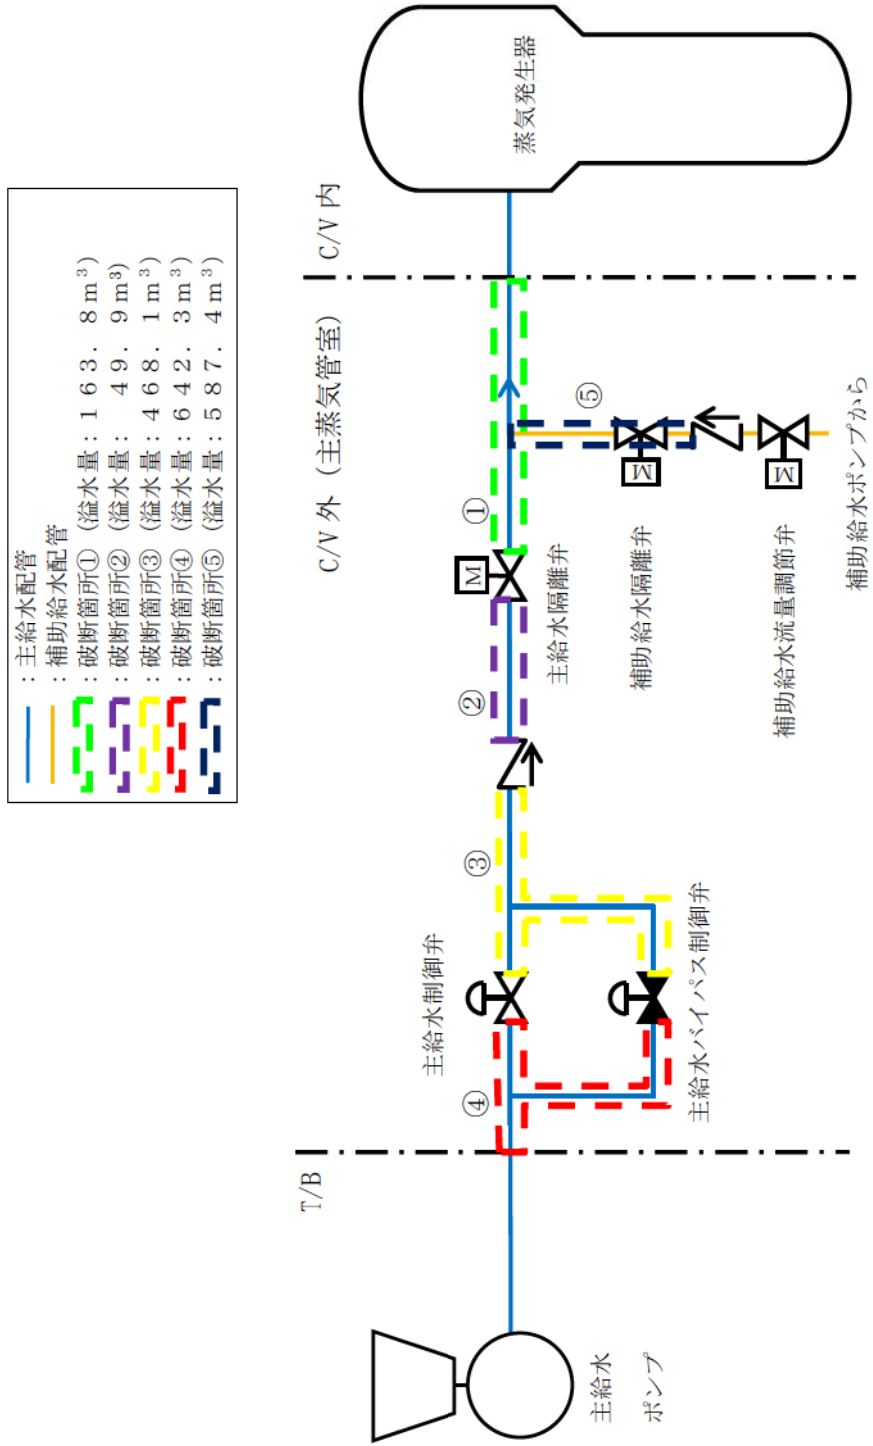 ：主給水配管
：補助給水配管
：破断箇所①（溢水量：１６３．８ｍ³）
：破断箇所②（溢水量：　４９．９ｍ³）
：破断箇所③（溢水量：４６８．１ｍ³）
：破断箇所④（溢水量：６４２．３ｍ³）
：破断箇所⑤（溢水量：５８７．４ｍ³）
T/B
C/V 外（主蒸気管室）
C/V 内
④
③
②
①
⑤
M
M
M
主給水制御弁
主給水バイパス制御弁
主給水隔離弁
補助給水隔離弁
補助給水流量調節弁
補助給水ポンプから
蒸気発生器
主給水
ポンプ